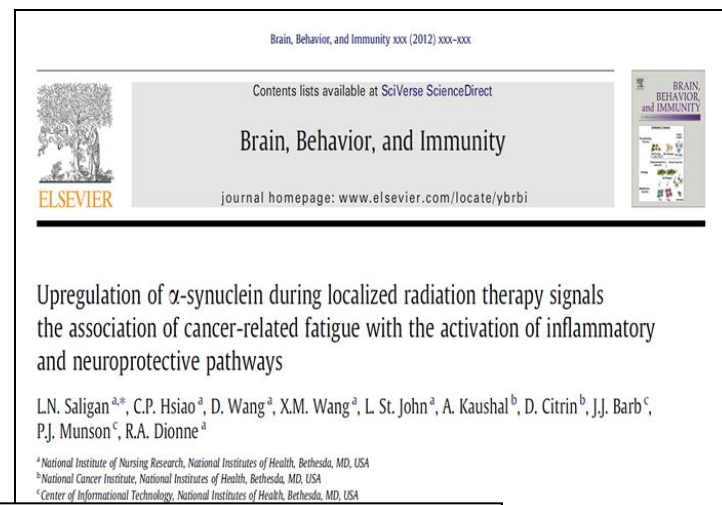 Brain, Behavior, and Immunity xxx (2012) xxx–xxx
Contents lists available at SciVerse ScienceDirect
Brain, Behavior, and Immunity
journal homepage: www.elsevier.com/locate/ybrbi
ELSEVIER
BRAIN,
BEHAVIOR,
and IMMUNITY
Upregulation of α-synuclein during localized radiation therapy signals
the association of cancer-related fatigue with the activation of inflammatory
and neuroprotective pathways
L.N. Saligan a,*, C.P. Hsiao a, D. Wang a, X.M. Wang a, L. St. John a, A. Kaushal b, D. Citrin b, J.J. Barb c,
P.J. Munson c, R.A. Dionne a
a National Institute of Nursing Research, National Institutes of Health, Bethesda, MD, USA
b National Cancer Institute, National Institutes of Health, Bethesda, MD, USA
c Center of Informational Technology, National Institutes of Health, Bethesda, MD, USA